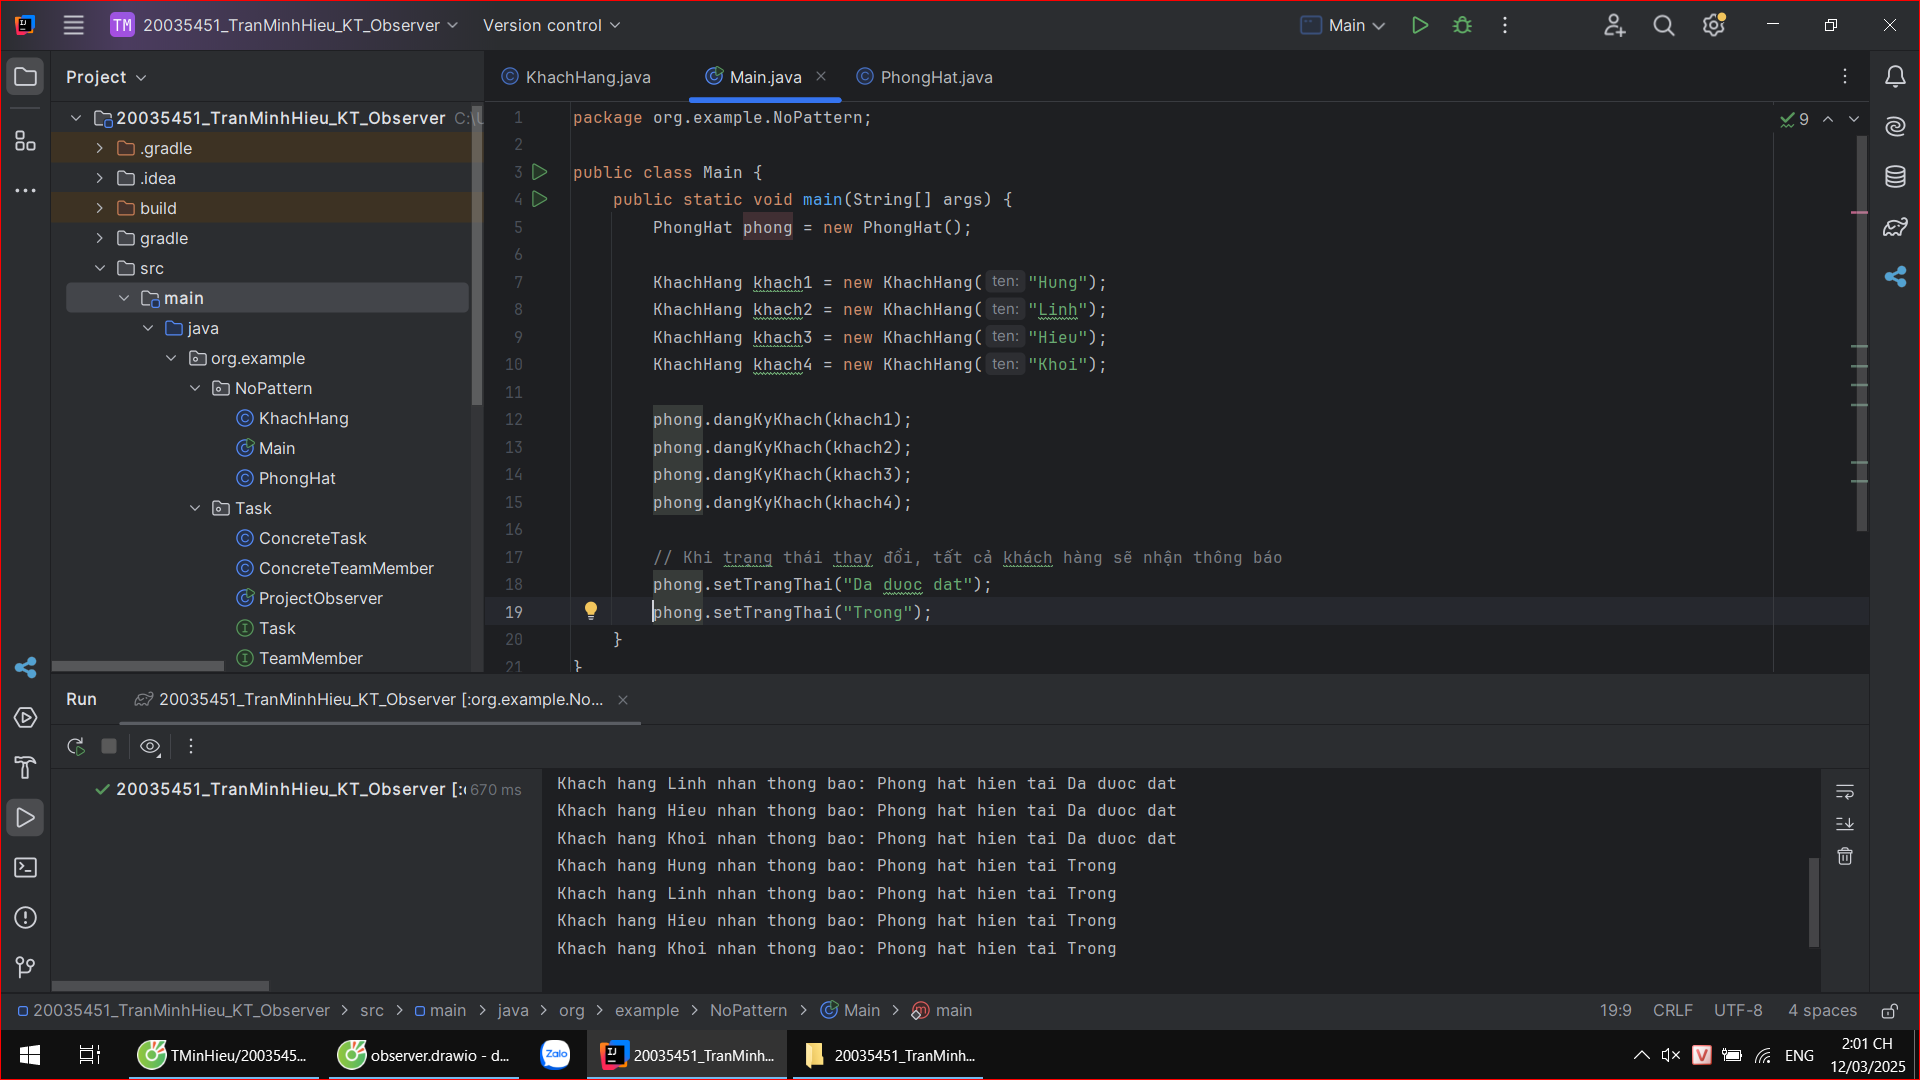 TM 20035451_TranMinhHieu_KT_Observer Version control Main
Project
KhachHang.java Main.java PhongHat.java
20035451_TranMinhHieu_KT_Observer C:\U
.gradle
.idea
build
gradle
src
main
java
org.example
NoPattern
KhachHang
Main
PhongHat
Task
ConcreteTask
ConcreteTeamMember
ProjectObserver
Task
TeamMember
9
1 package org.example.NoPattern;
2
3 public class Main {
4 public static void main(String[] args) {
5 PhongHat phong = new PhongHat();
6
7 KhachHang khach1 = new KhachHang( ten: "Hung");
8 KhachHang khach2 = new KhachHang( ten: "Linh");
9 KhachHang khach3 = new KhachHang( ten: "Hieu");
10 KhachHang khach4 = new KhachHang( ten: "Khoi");
11
12 phong.dangKyKhach(khach1);
13 phong.dangKyKhach(khach2);
14 phong.dangKyKhach(khach3);
15 phong.dangKyKhach(khach4);
16
17 // Khi trạng thái thay đổi, tất cả khách hàng sẽ nhận thông báo
18 phong.setTrangThai("Da duoc dat");
19 phong.setTrangThai("Trong");
20 }
21 }
Run 20035451_TranMinhHieu_KT_Observer [:org.example.No...
20035451_TranMinhHieu_KT_Observer [:o 670 ms
Khach hang Linh nhan thong bao: Phong hat hien tai Da duoc dat
Khach hang Hieu nhan thong bao: Phong hat hien tai Da duoc dat
Khach hang Khoi nhan thong bao: Phong hat hien tai Da duoc dat
Khach hang Hung nhan thong bao: Phong hat hien tai Trong
Khach hang Linh nhan thong bao: Phong hat hien tai Trong
Khach hang Hieu nhan thong bao: Phong hat hien tai Trong
Khach hang Khoi nhan thong bao: Phong hat hien tai Trong
20035451_TranMinhHieu_KT_Observer > src > main > java > org > example > NoPattern > Main > main 19:9 CRLF UTF-8 4 spaces
TMinHieu/2003545... observer.drawio - d... Zalo 20035451_TranMinh... 20035451_TranMinh... V ENG
2:01 CH
12/03/2025